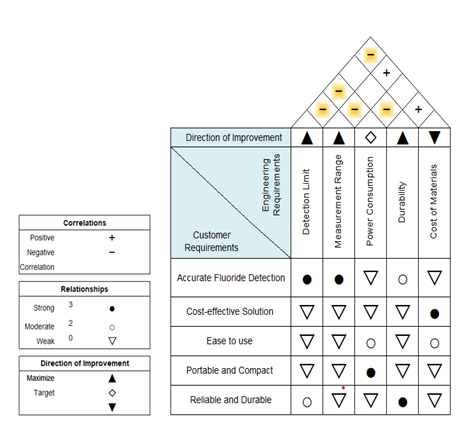 Direction of Improvement
Engineering
Requirements
Customer
Requirements
Detection Limit
Measurement Range
Power Consumption
Durability
Cost of Materials
Accurate Fluoride Detection
Cost-effective Solution
Ease to use
Portable and Compact
Reliable and Durable
Correlations
Positive +
Negative −
Correlation
Relationships
Strong 3 ●
Moderate 2 ○
Weak 0 ▽
Direction of Improvement
Maximize ▲
Target ◇
▼